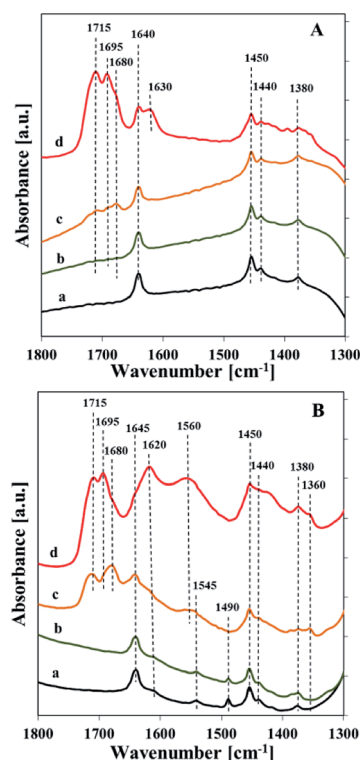 A
1715
1695
1680
1640
1630
1450
1440
1380
d
c
b
a
Absorbance [a.u.]
1800 1700 1600 1500 1400 1300
Wavenumber [cm⁻¹]
B
1715
1695
1680
1645
1620
1560
1545
1490
1450
1440
1380
1360
d
c
b
a
Absorbance [a.u.]
1800 1700 1600 1500 1400 1300
Wavenumber [cm⁻¹]